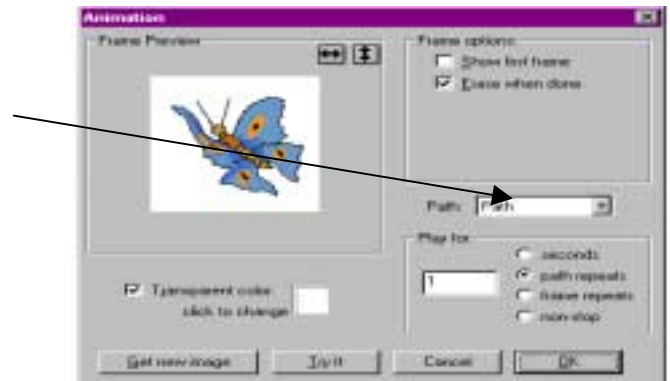 Animation
Frame Preview
Frame options:
Show first frame
Erase when done
Path: Path
Play for
1
seconds
path repeats
frame repeats
non-stop
Transparent color:
click to change
Get new image
Try It
Cancel
OK